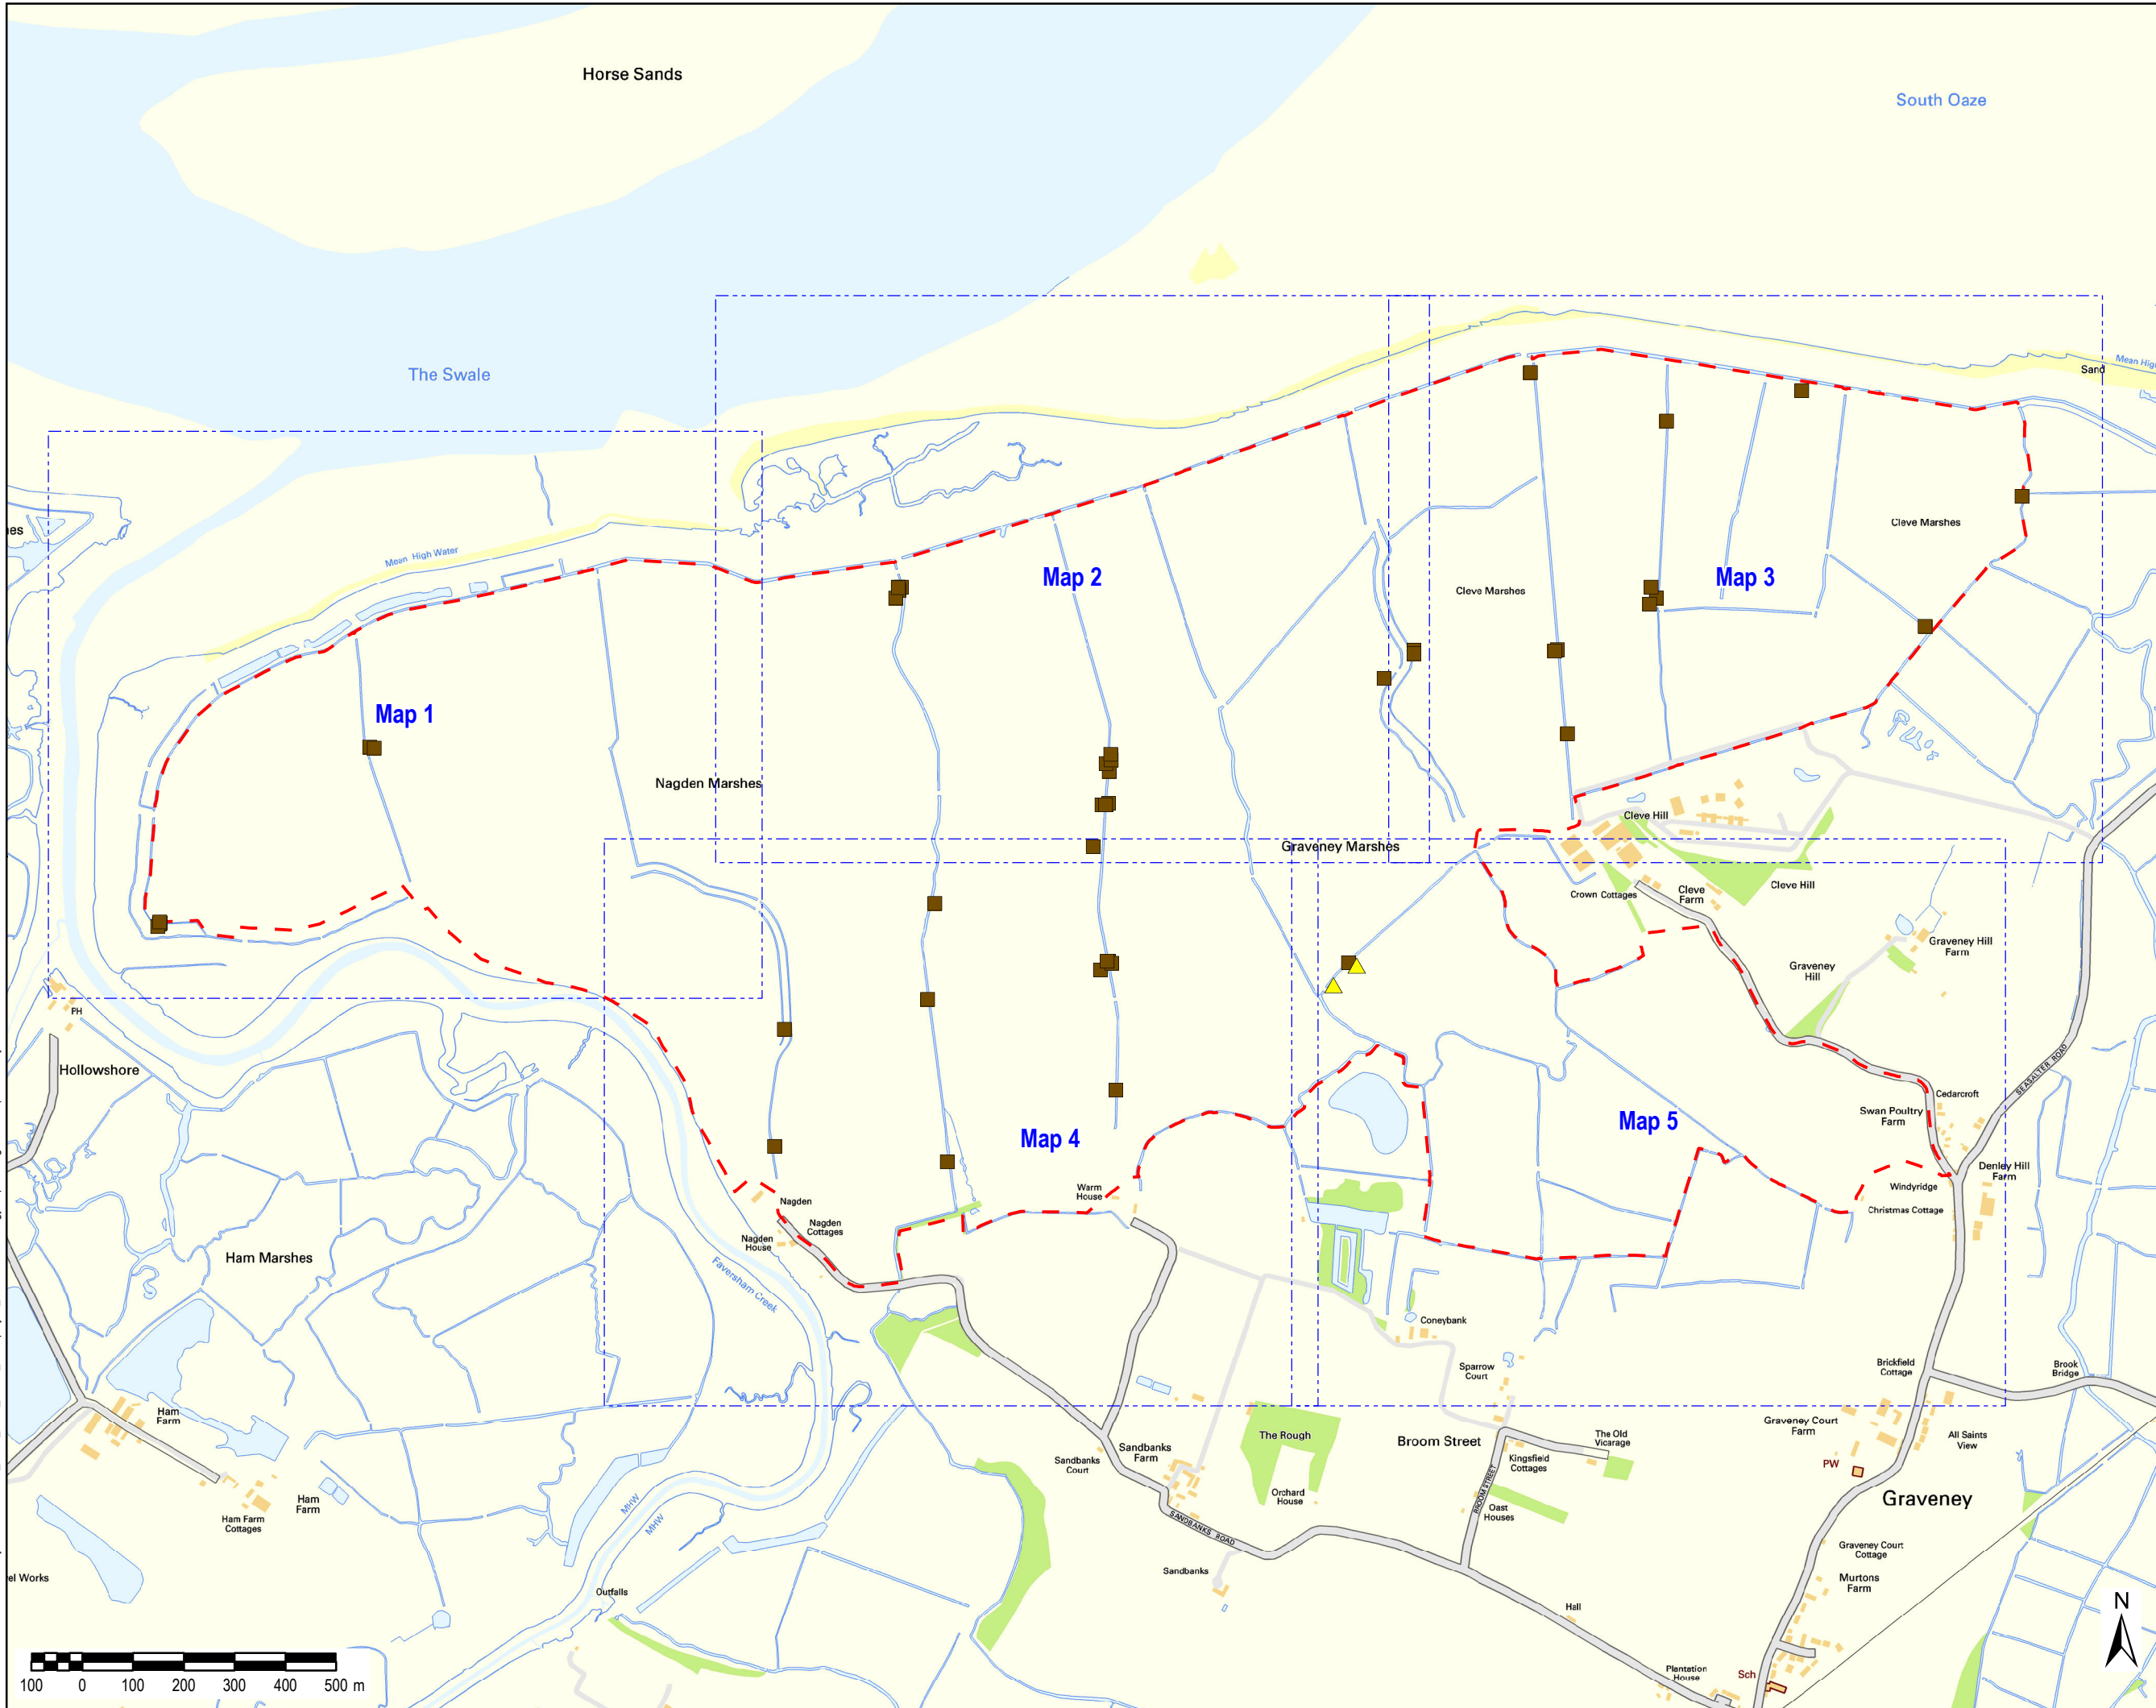 Horse Sands
South Oaze
The Swale
Mean High Water
Sand
Mean Hig
es
Cleve Marshes
Map 2
Map 3
Cleve Marshes
Map 1
Nagden Marshes
Cleve Hill
Graveney Marshes
Crown Cottages
Cleve
Farm
Cleve Hill
Graveney Hill
Farm
Graveney
Hill
PH
Hollowshore
SEASALTER ROAD
Cedarcroft
Swan Poultry
Farm
Map 4
Map 5
Denley Hill
Farm
Windyridge
Christmas Cottage
Warm
House
Nagden
Nagden
Cottages
Nagden
House
Ham Marshes
Faversham Creek
Coneybank
Sparrow
Court
Brickfield
Cottage
Brook
Bridge
Ham
Farm
Graveney Court
Farm
All Saints
View
The Rough
Broom Street
The Old
Vicarage
Kingsfield
Cottages
Sandbanks
Farm
Sandbanks
Court
PW
Orchard
House
BROOM STREET
Oast
Houses
Graveney
Ham
Farm
Ham Farm
Cottages
MHW
MHW
SANDBANKS ROAD
Graveney Court
Cottage
Sandbanks
Murtons
Farm
el Works
Outfalls
Hall
N
Plantation
House
Sch
100 0 100 200 300 400 500 m